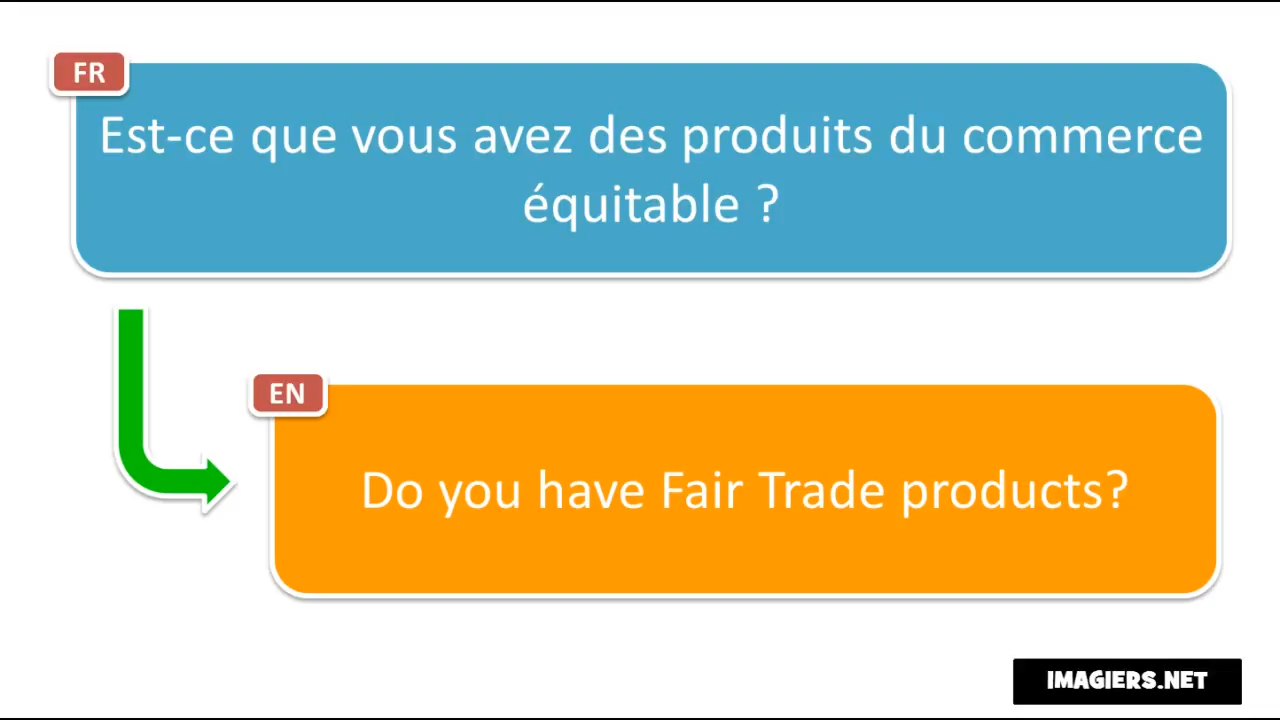 FR
Est-ce que vous avez des produits du commerce
équitable ?
EN
Do you have Fair Trade products?
IMAGIERS.NET